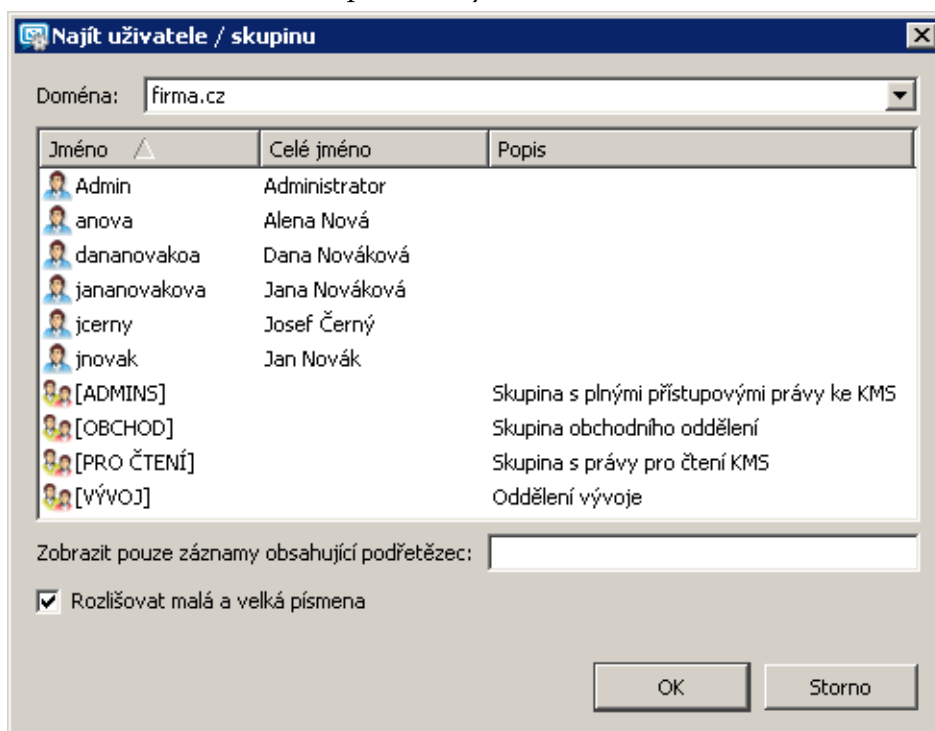 Najít uživatele / skupinu
Doména: firma.cz
Jméno Celé jméno Popis
Admin Administrator
anova Alena Nová
dananovakoa Dana Nováková
jananovakova Jana Nováková
jcerny Josef Černý
jnovak Jan Novák
[ADMINS] Skupina s plnými přístupovými právy ke KMS
[OBCHOD] Skupina obchodního oddělení
[PRO ČTENÍ] Skupina s právy pro čtení KMS
[VÝVOJ] Oddělení vývoje
Zobrazit pouze záznamy obsahující podřetězec:
Rozlišovat malá a velká písmena
OK Storno